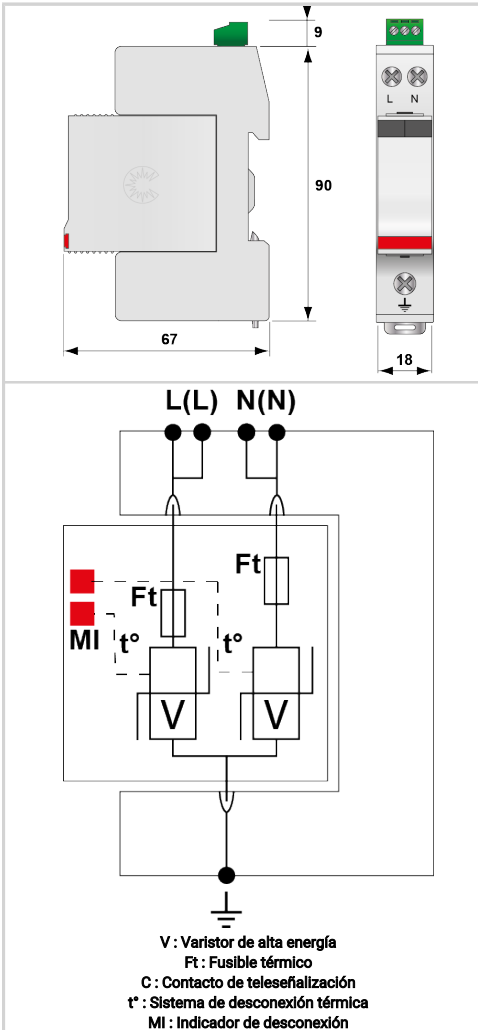 9
L N
90
67
18
L(L) N(N)
Ft
Ft
MI t° t°
V V
V : Varistor de alta energía
Ft : Fusible térmico
C : Contacto de teleseñalización
t° : Sistema de desconexión térmica
MI : Indicador de desconexión